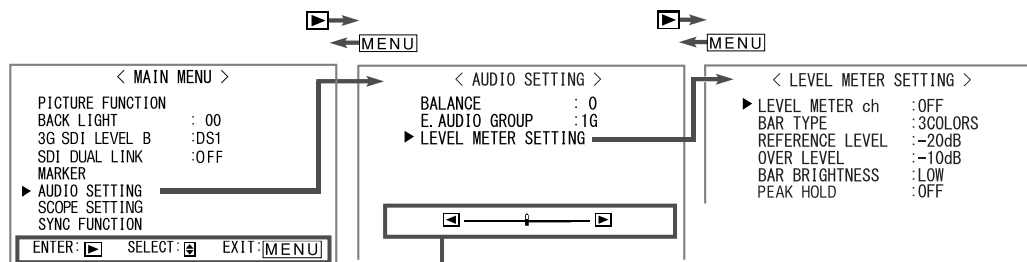 MENU
MENU
< MAIN MENU >
PICTURE FUNCTION
BACK LIGHT : 00
3G SDI LEVEL B :DS1
SDI DUAL LINK :OFF
MARKER
AUDIO SETTING
SCOPE SETTING
SYNC FUNCTION
ENTER: SELECT: EXIT: MENU
< AUDIO SETTING >
BALANCE : 0
E.AUDIO GROUP :1G
LEVEL METER SETTING
< LEVEL METER SETTING >
LEVEL METER ch :OFF
BAR TYPE :3COLORS
REFERENCE LEVEL :-20dB
OVER LEVEL :-10dB
BAR BRIGHTNESS :LOW
PEAK HOLD :OFF